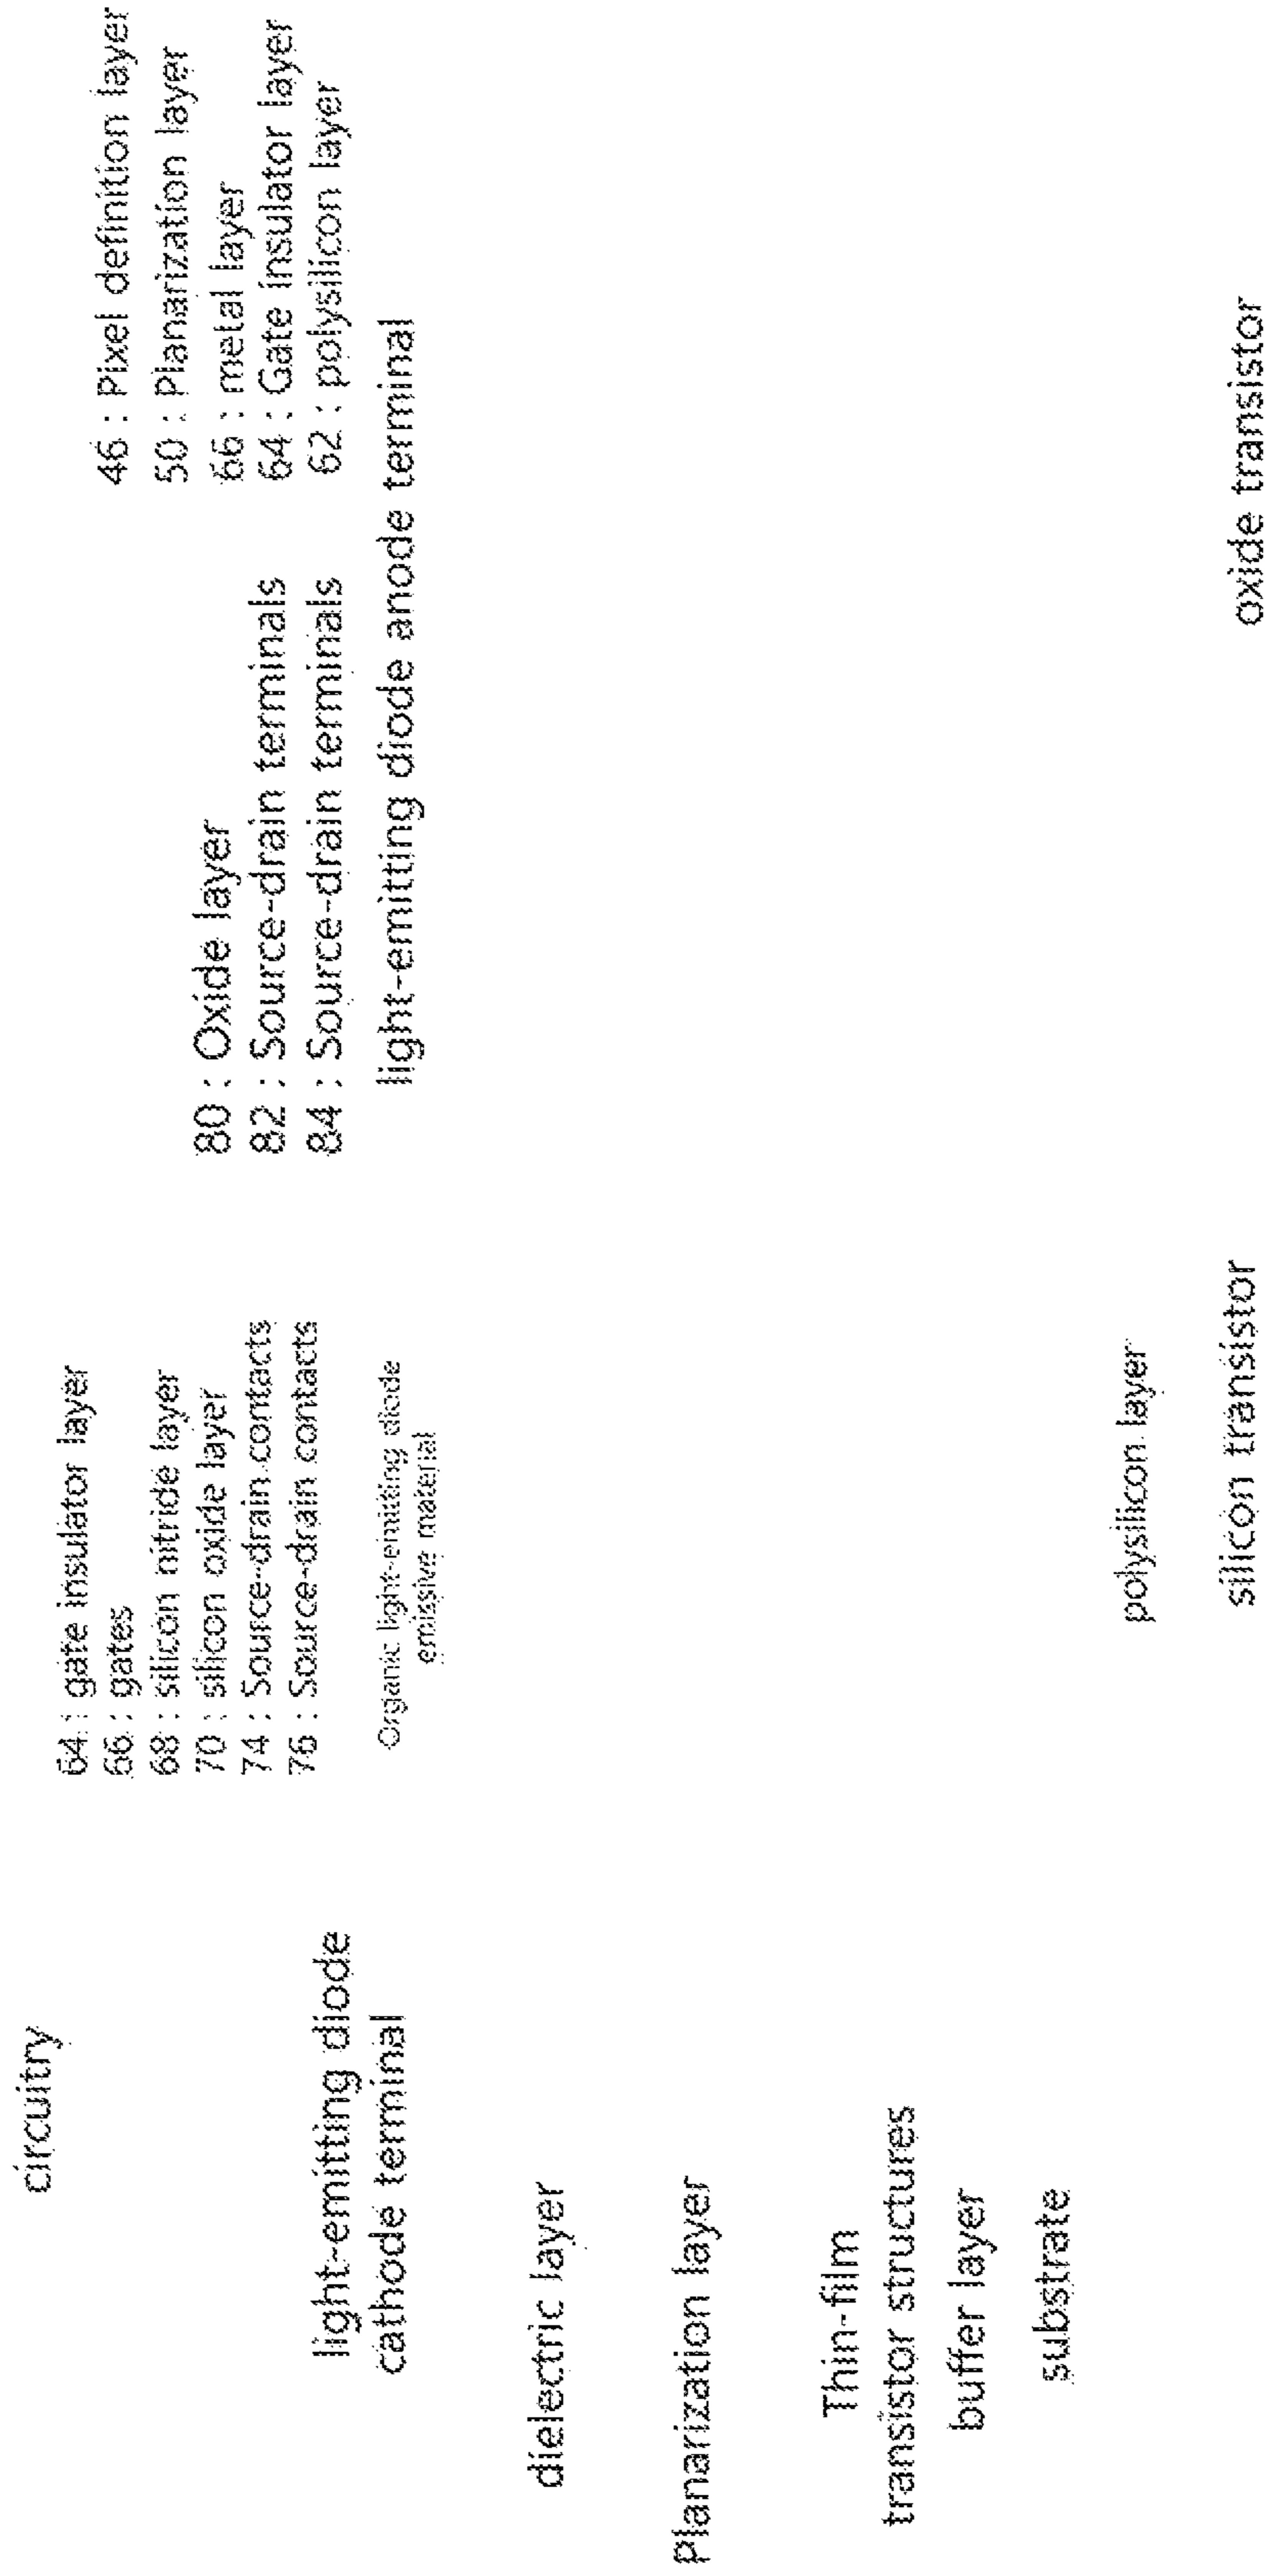 circuitry
64 : gate insulator layer
66 : gates
68 : silicon nitride layer
70 : silicon oxide layer
74 : Source-drain contacts
76 : Source-drain contacts
80 : Oxide layer
82 : Source-drain terminals
84 : Source-drain terminals
46 : Pixel definition layer
50 : Planarization layer
66 : metal layer
64 : Gate insulator layer
62 : polysilicon layer
light-emitting diode
cathode terminal
Organic light-emitting diode
emissive material
light-emitting diode anode terminal
dielectric layer
Planarization layer
Thin-film
transistor structures
buffer layer
substrate
polysilicon layer
silicon transistor
oxide transistor